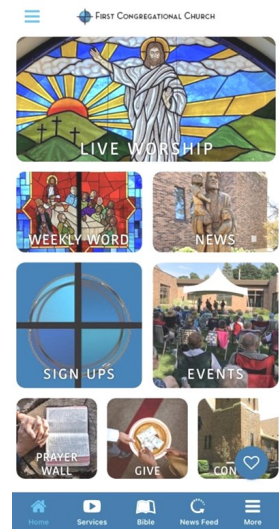 First Congregational Church
LIVE WORSHIP
WEEKLY WORD
NEWS
SIGN UPS
EVENTS
PRAYER
WALL
GIVE
CON
Home
Services
Bible
News Feed
More